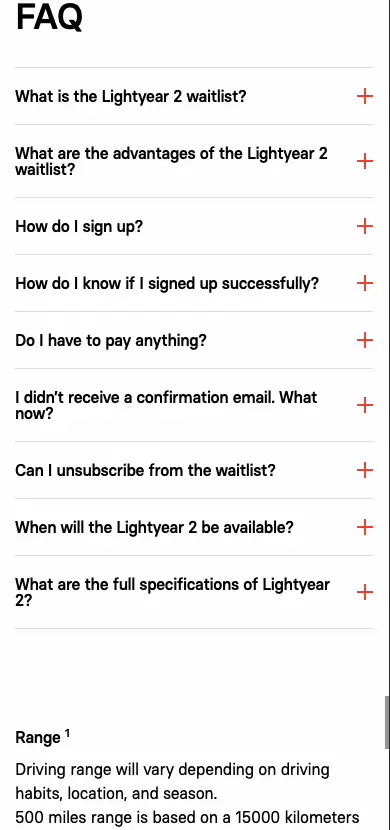 FAQ
What is the Lightyear 2 waitlist?
What are the advantages of the Lightyear 2
waitlist?
How do I sign up?
How do I know if I signed up successfully?
Do I have to pay anything?
I didn’t receive a confirmation email. What
now?
Can I unsubscribe from the waitlist?
When will the Lightyear 2 be available?
What are the full specifications of Lightyear
2?
Range ¹
Driving range will vary depending on driving
habits, location, and season.
500 miles range is based on a 15000 kilometers